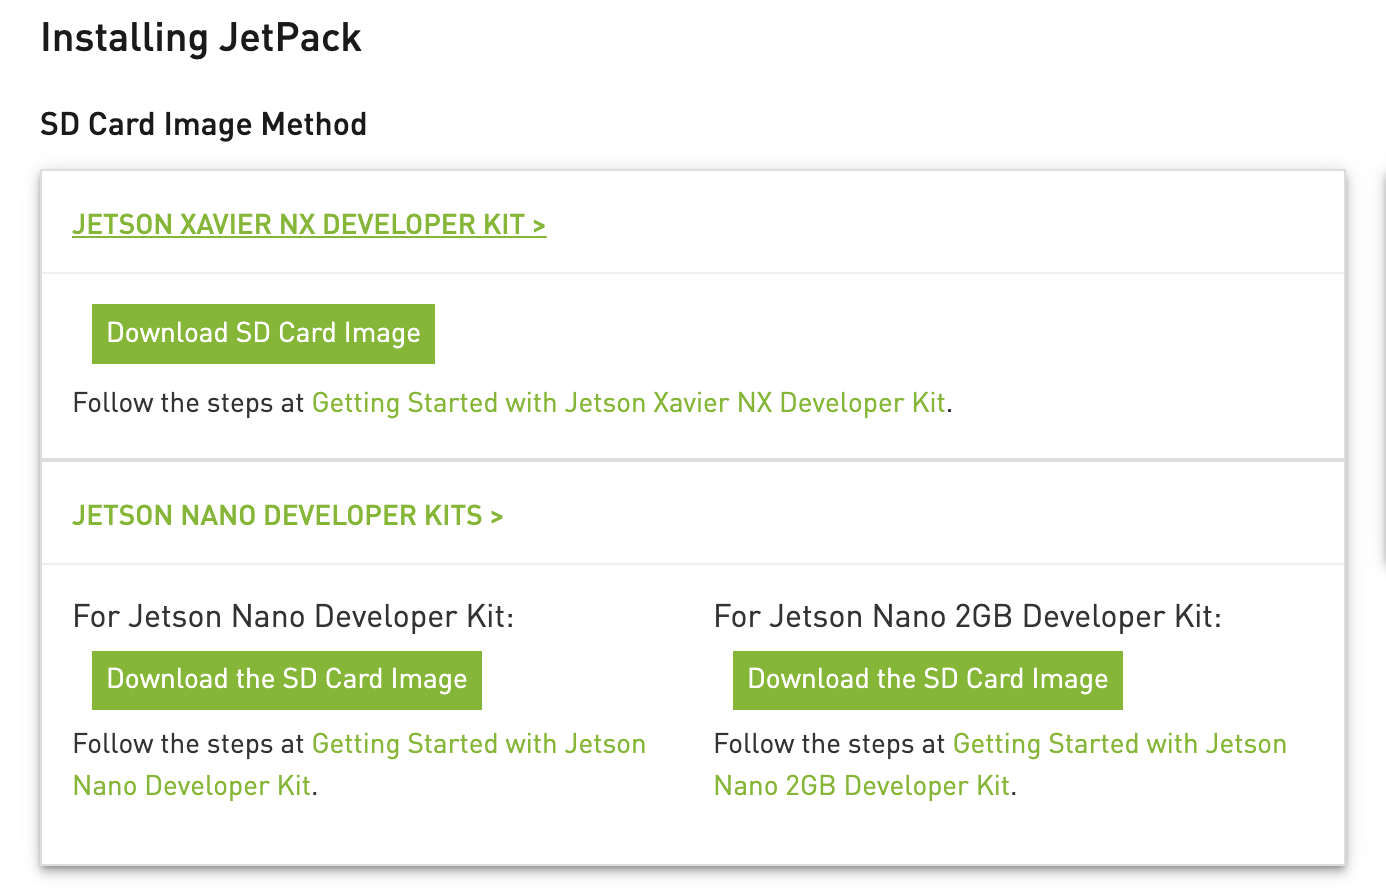 Installing JetPack
SD Card Image Method
JETSON XAVIER NX DEVELOPER KIT >
Download SD Card Image
Follow the steps at Getting Started with Jetson Xavier NX Developer Kit.
JETSON NANO DEVELOPER KITS >
For Jetson Nano Developer Kit:
Download the SD Card Image
Follow the steps at Getting Started with Jetson
Nano Developer Kit.
For Jetson Nano 2GB Developer Kit:
Download the SD Card Image
Follow the steps at Getting Started with Jetson
Nano 2GB Developer Kit.